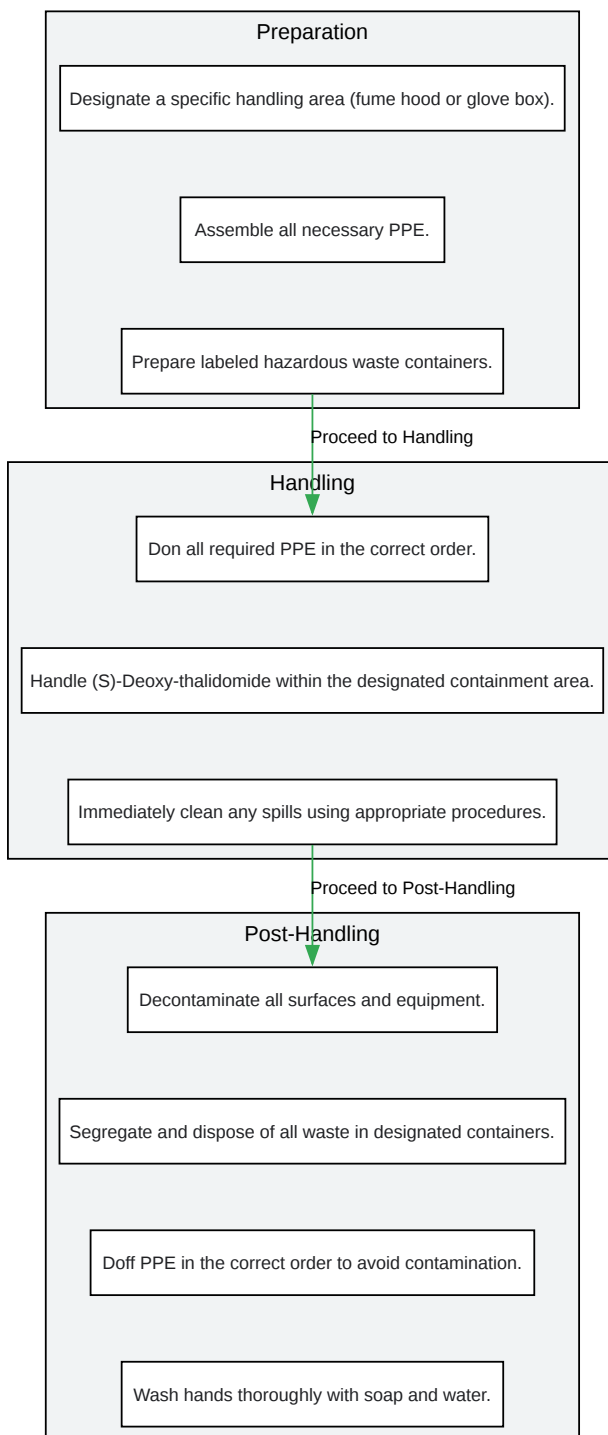 Preparation
Designate a specific handling area (fume hood or glove box).
Assemble all necessary PPE.
Prepare labeled hazardous waste containers.
Proceed to Handling
Handling
Don all required PPE in the correct order.
Handle (S)-Deoxy-thalidomide within the designated containment area.
Immediately clean any spills using appropriate procedures.
Proceed to Post-Handling
Post-Handling
Decontaminate all surfaces and equipment.
Segregate and dispose of all waste in designated containers.
Doff PPE in the correct order to avoid contamination.
Wash hands thoroughly with soap and water.